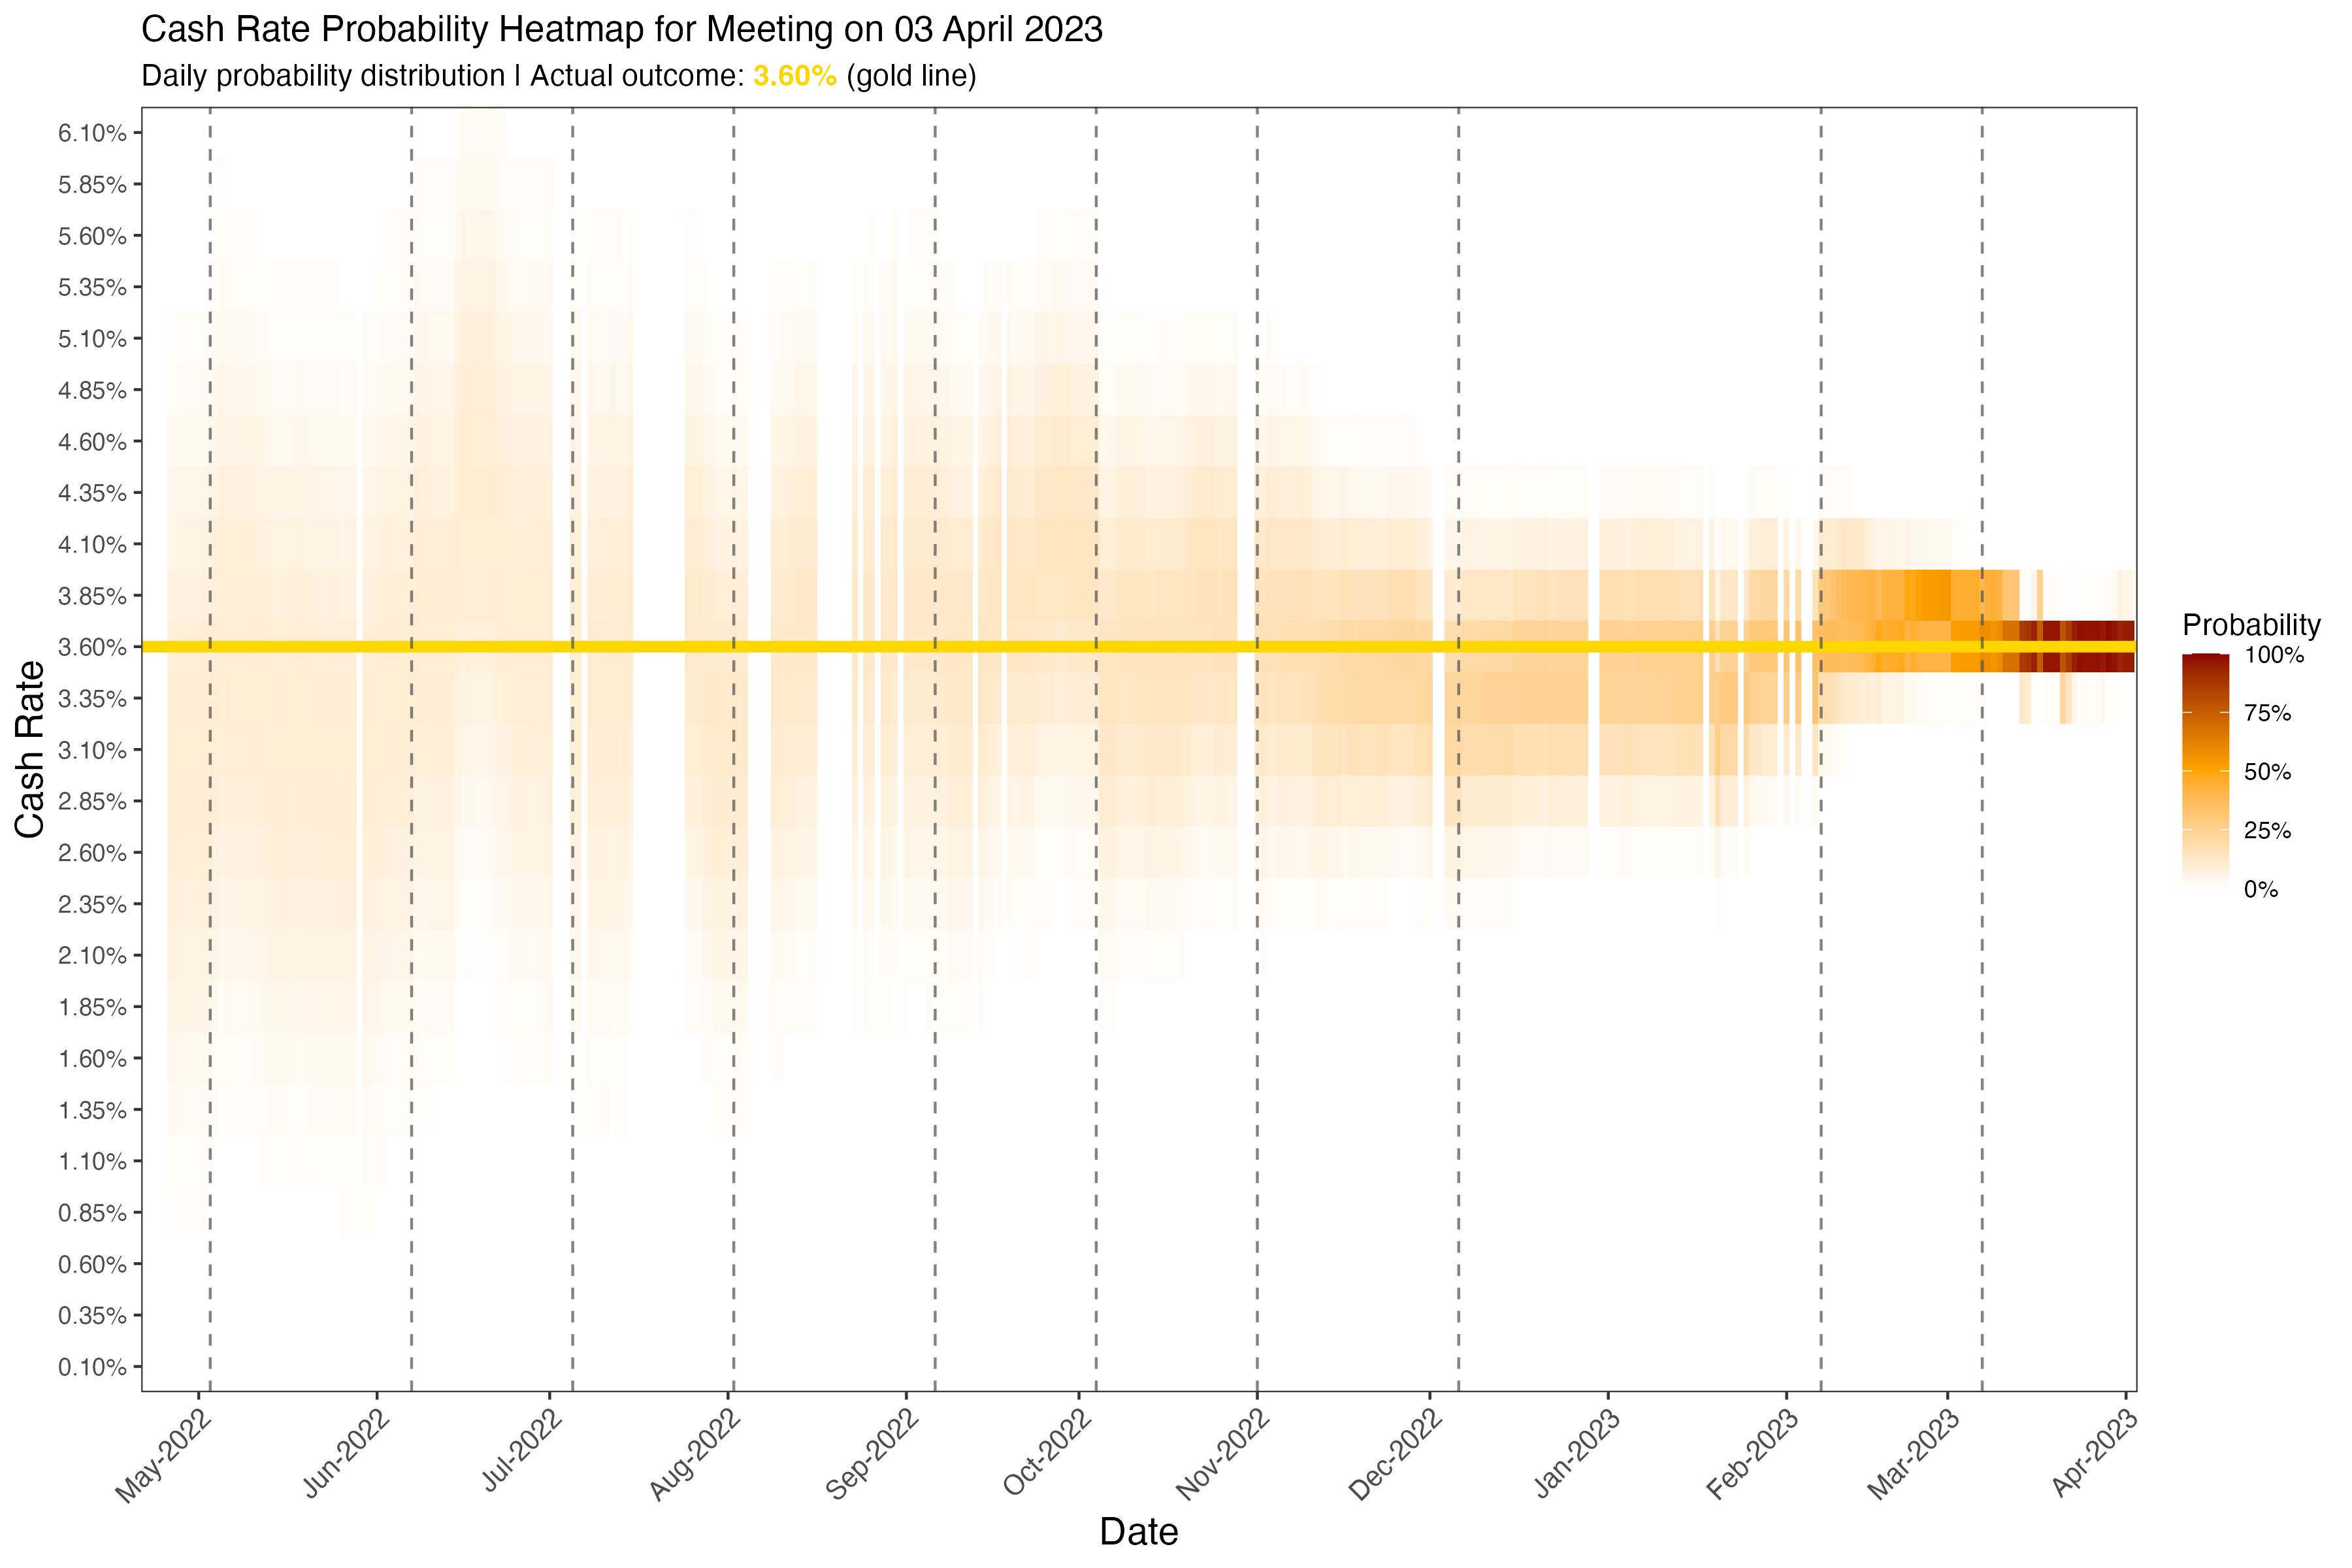 Cash Rate Probability Heatmap for Meeting on 03 April 2023
Daily probability distribution | Actual outcome: 3.60% (gold line)
Cash Rate
6.10%
5.85%
5.60%
5.35%
5.10%
4.85%
4.60%
4.35%
4.10%
3.85%
3.60%
3.35%
3.10%
2.85%
2.60%
2.35%
2.10%
1.85%
1.60%
1.35%
1.10%
0.85%
0.60%
0.35%
0.10%
May-2022
Jun-2022
Jul-2022
Aug-2022
Sep-2022
Oct-2022
Nov-2022
Dec-2022
Jan-2023
Feb-2023
Mar-2023
Apr-2023
Date
Probability
100%
75%
50%
25%
0%